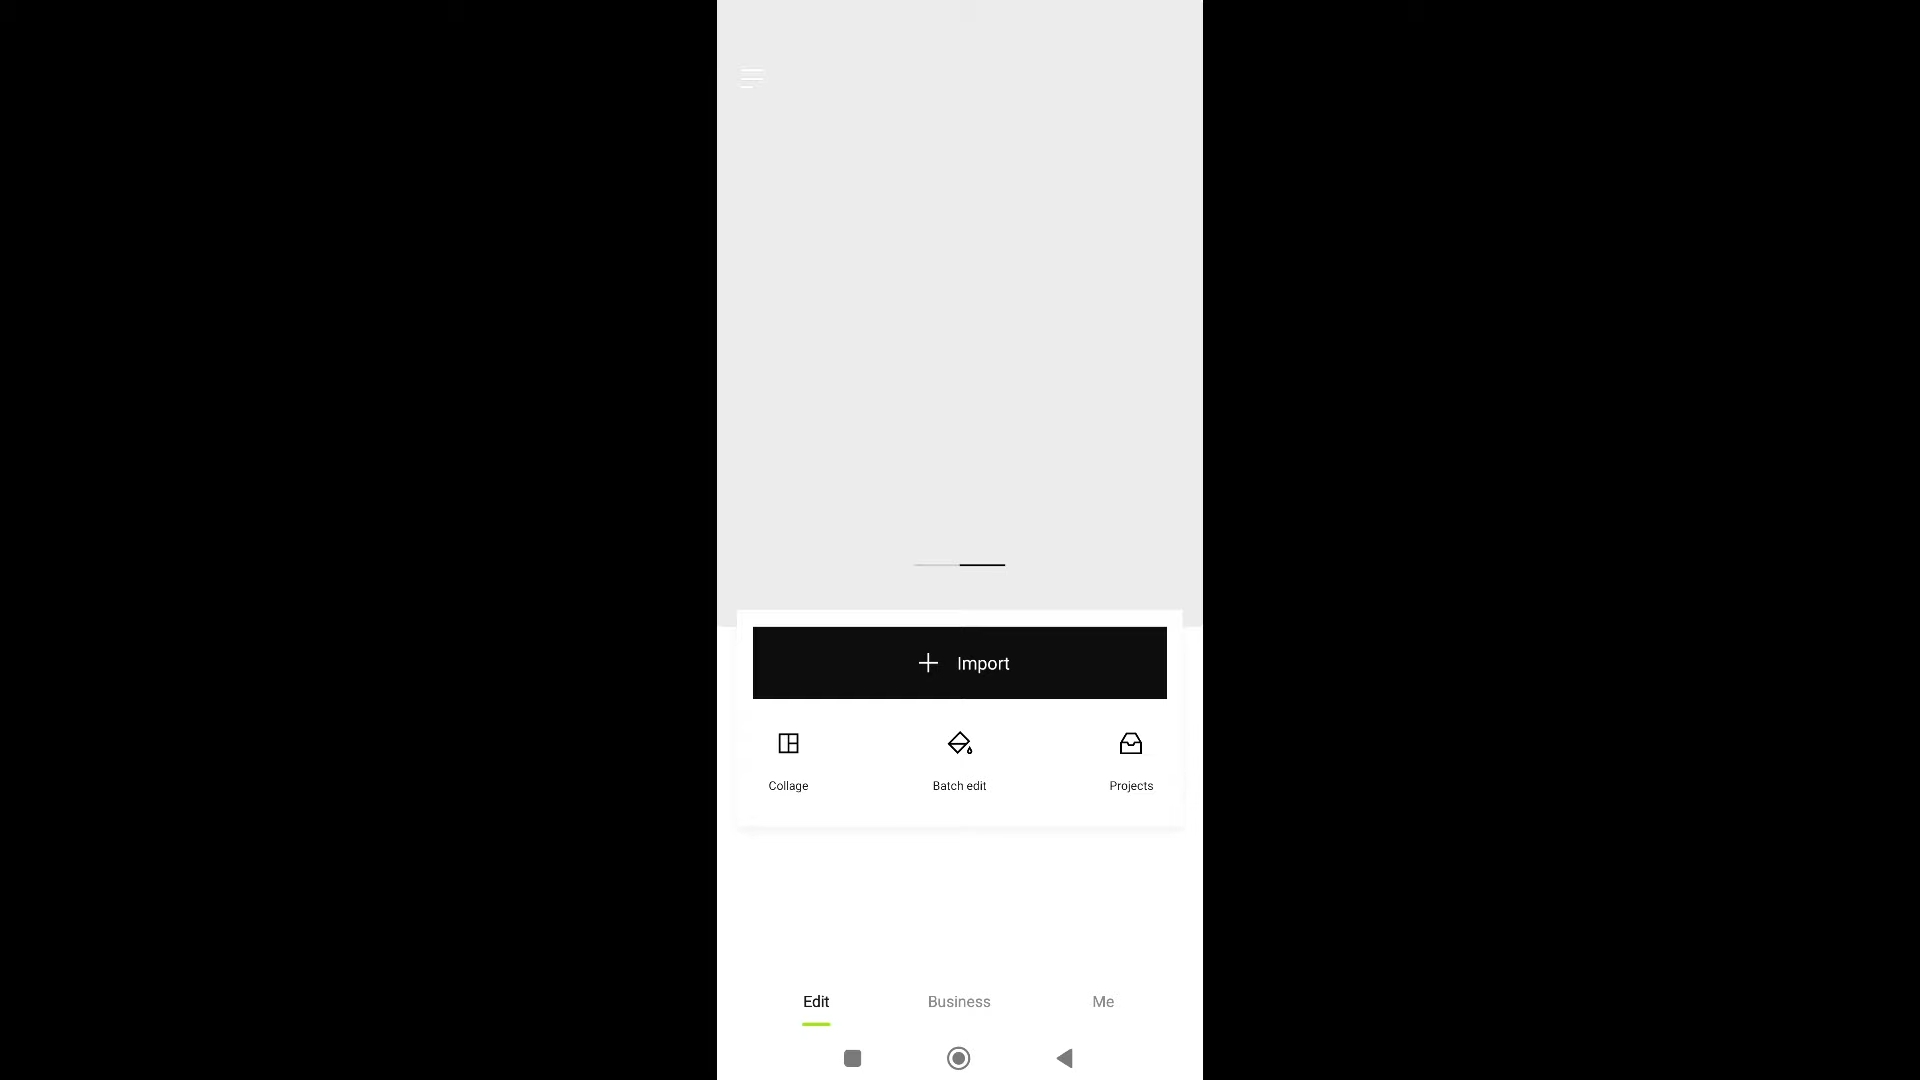 Import
Collage
Batch edit
Projects
Edit
Business
Me